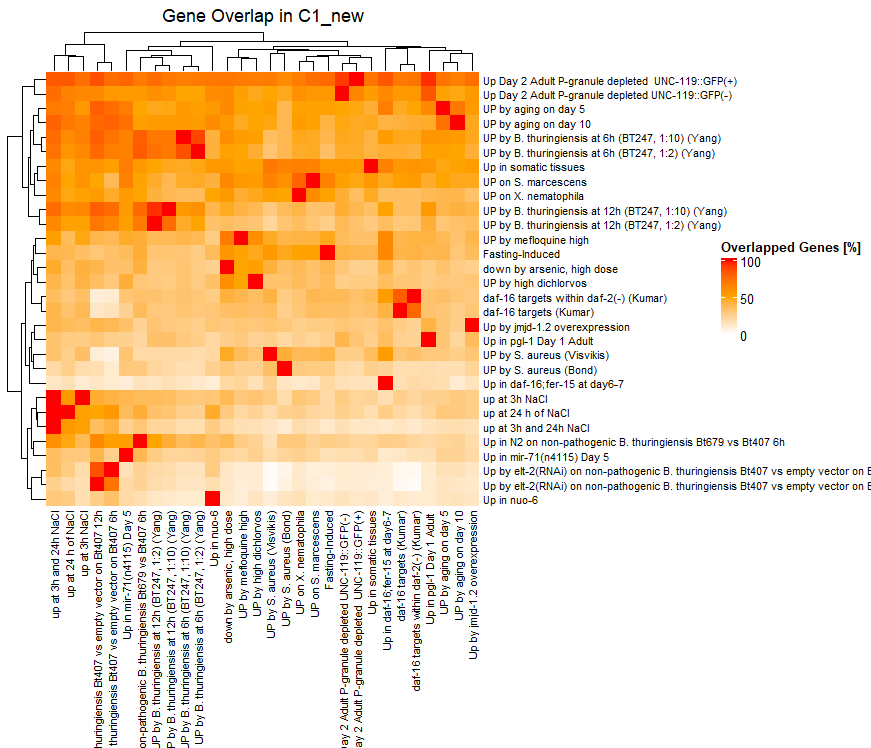 Gene Overlap in C1_new
Up Day 2 Adult P-granule depleted UNC-119::GFP(+)
Up Day 2 Adult P-granule depleted UNC-119::GFP(-)
UP by aging on day 5
UP by aging on day 10
UP by B. thuringiensis at 6h (BT247, 1:10) (Yang)
UP by B. thuringiensis at 6h (BT247, 1:2) (Yang)
Up in somatic tissues
UP on S. marcescens
UP on X. nematophila
UP by B. thuringiensis at 12h (BT247, 1:10) (Yang)
UP by B. thuringiensis at 12h (BT247, 1:2) (Yang)
UP by mefloquine high
Fasting-Induced
down by arsenic, high dose
UP by high dichlorvos
daf-16 targets within daf-2(-) (Kumar)
daf-16 targets (Kumar)
Up by jmjd-1.2 overexpression
Up in pgl-1 Day 1 Adult
UP by S. aureus (Visvikis)
UP by S. aureus (Bond)
Up in daf-16;fer-15 at day6-7
up at 3h NaCl
up at 24 h of NaCl
up at 3h and 24h NaCl
Up in N2 on non-pathogenic B. thuringiensis Bt679 vs Bt407 6h
Up in mir-71(n4115) Day 5
Up by elt-2(RNAi) on non-pathogenic B. thuringiensis Bt407 vs empty vector on B
Up by elt-2(RNAi) on non-pathogenic B. thuringiensis Bt407 vs empty vector on B
Up in nuo-6
Overlapped Genes [%]
100
50
0
up at 3h and 24h NaCl
up at 24 h of NaCl
up at 3h NaCl
huringiensis Bt407 vs empty vector on Bt407 12h
thuringiensis Bt407 vs empty vector on Bt407 6h
Up in mir-71(n4115) Day 5
on-pathogenic B. thuringiensis Bt679 vs Bt407 6h
UP by B. thuringiensis at 12h (BT247, 1:2) (Yang)
P by B. thuringiensis at 12h (BT247, 1:10) (Yang)
UP by B. thuringiensis at 6h (BT247, 1:10) (Yang)
UP by B. thuringiensis at 6h (BT247, 1:2) (Yang)
Up in nuo-6
down by arsenic, high dose
UP by mefloquine high
UP by high dichlorvos
UP by S. aureus (Visvikis)
UP by S. aureus (Bond)
UP on X. nematophila
UP on S. marcescens
Fasting-Induced
ay 2 Adult P-granule depleted UNC-119::GFP(-)
ay 2 Adult P-granule depleted UNC-119::GFP(+)
Up in somatic tissues
Up in daf-16;fer-15 at day6-7
daf-16 targets (Kumar)
daf-16 targets within daf-2(-) (Kumar)
Up in pgl-1 Day 1 Adult
UP by aging on day 5
UP by aging on day 10
Up by jmjd-1.2 overexpression